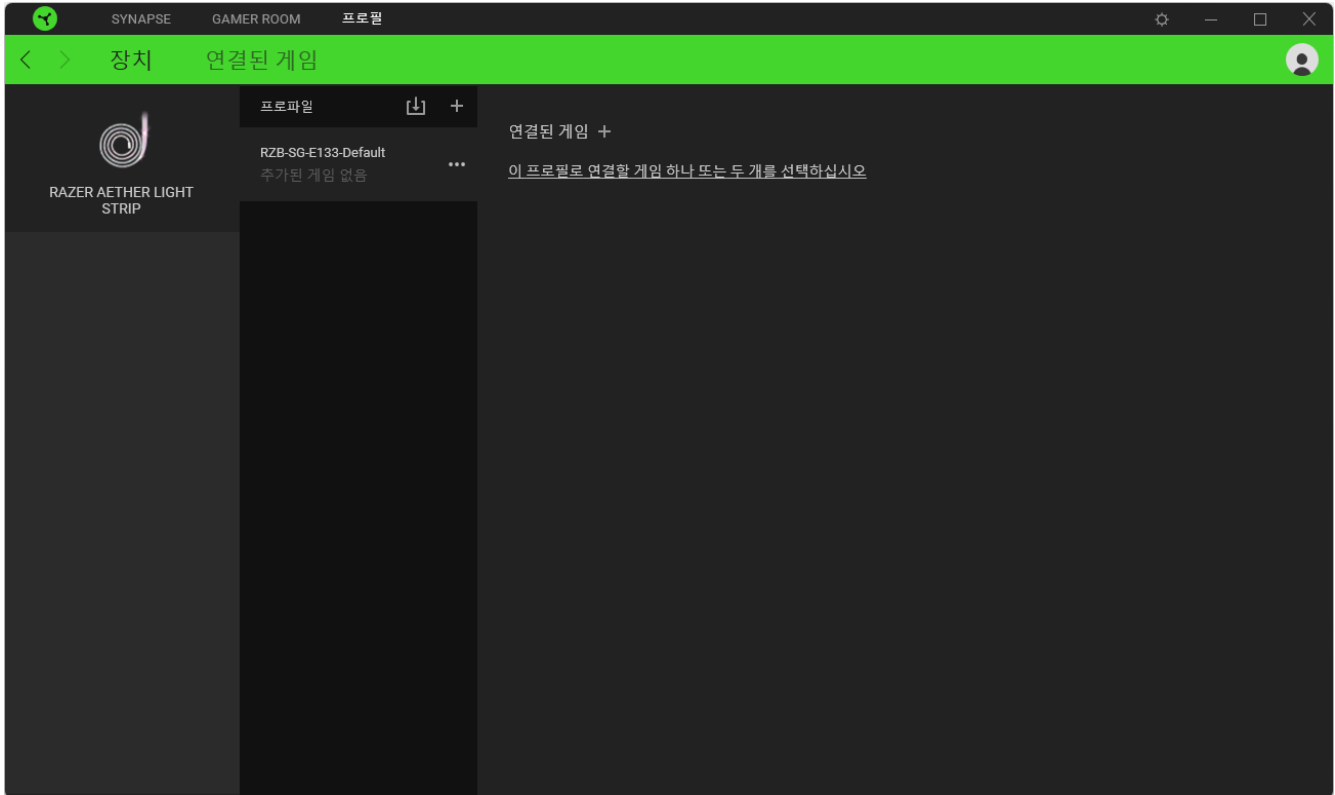 SYNAPSE GAMER ROOM 프로필
장치 연결된 게임
RAZER AETHER LIGHT
STRIP
프로파일
RZB-SG-E133-Default
추가된 게임 없음
연결된 게임
이 프로필로 연결할 게임 하나 또는 두 개를 선택하십시오